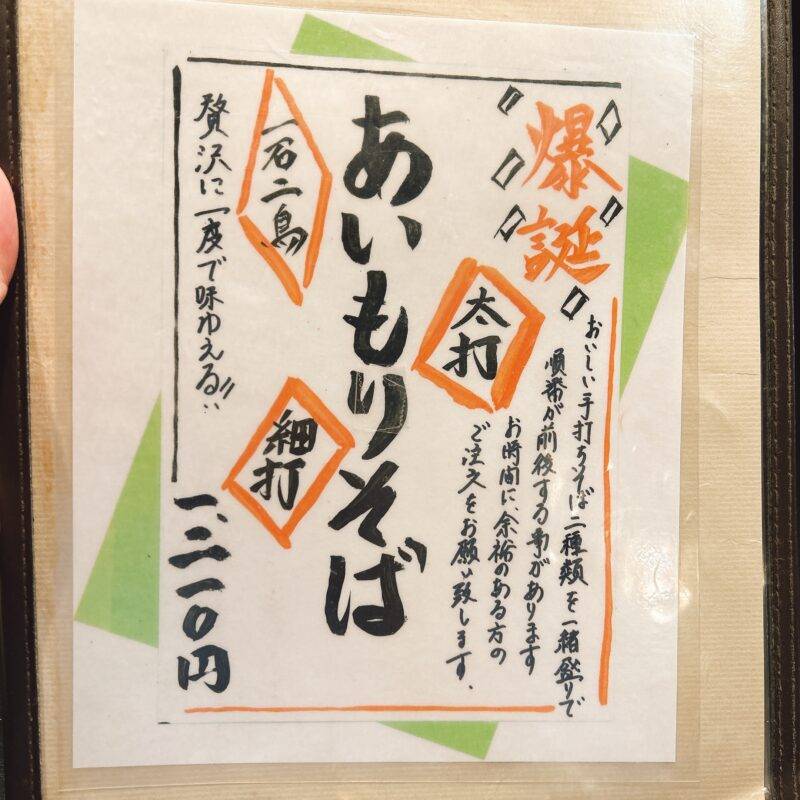 爆誕
おいしい手打ちそば二種類を一緒盛りで
順番が前後する事があります
お時間に、余裕のある方の
ご注文をお願い致します。
太打
あいもりそば
細打
一石二鳥
贅沢に一度で味わえる!!
一、二一〇円